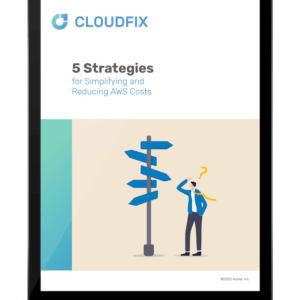 CLOUDFIX
5 Strategies
for Simplifying and
Reducing AWS Costs
?